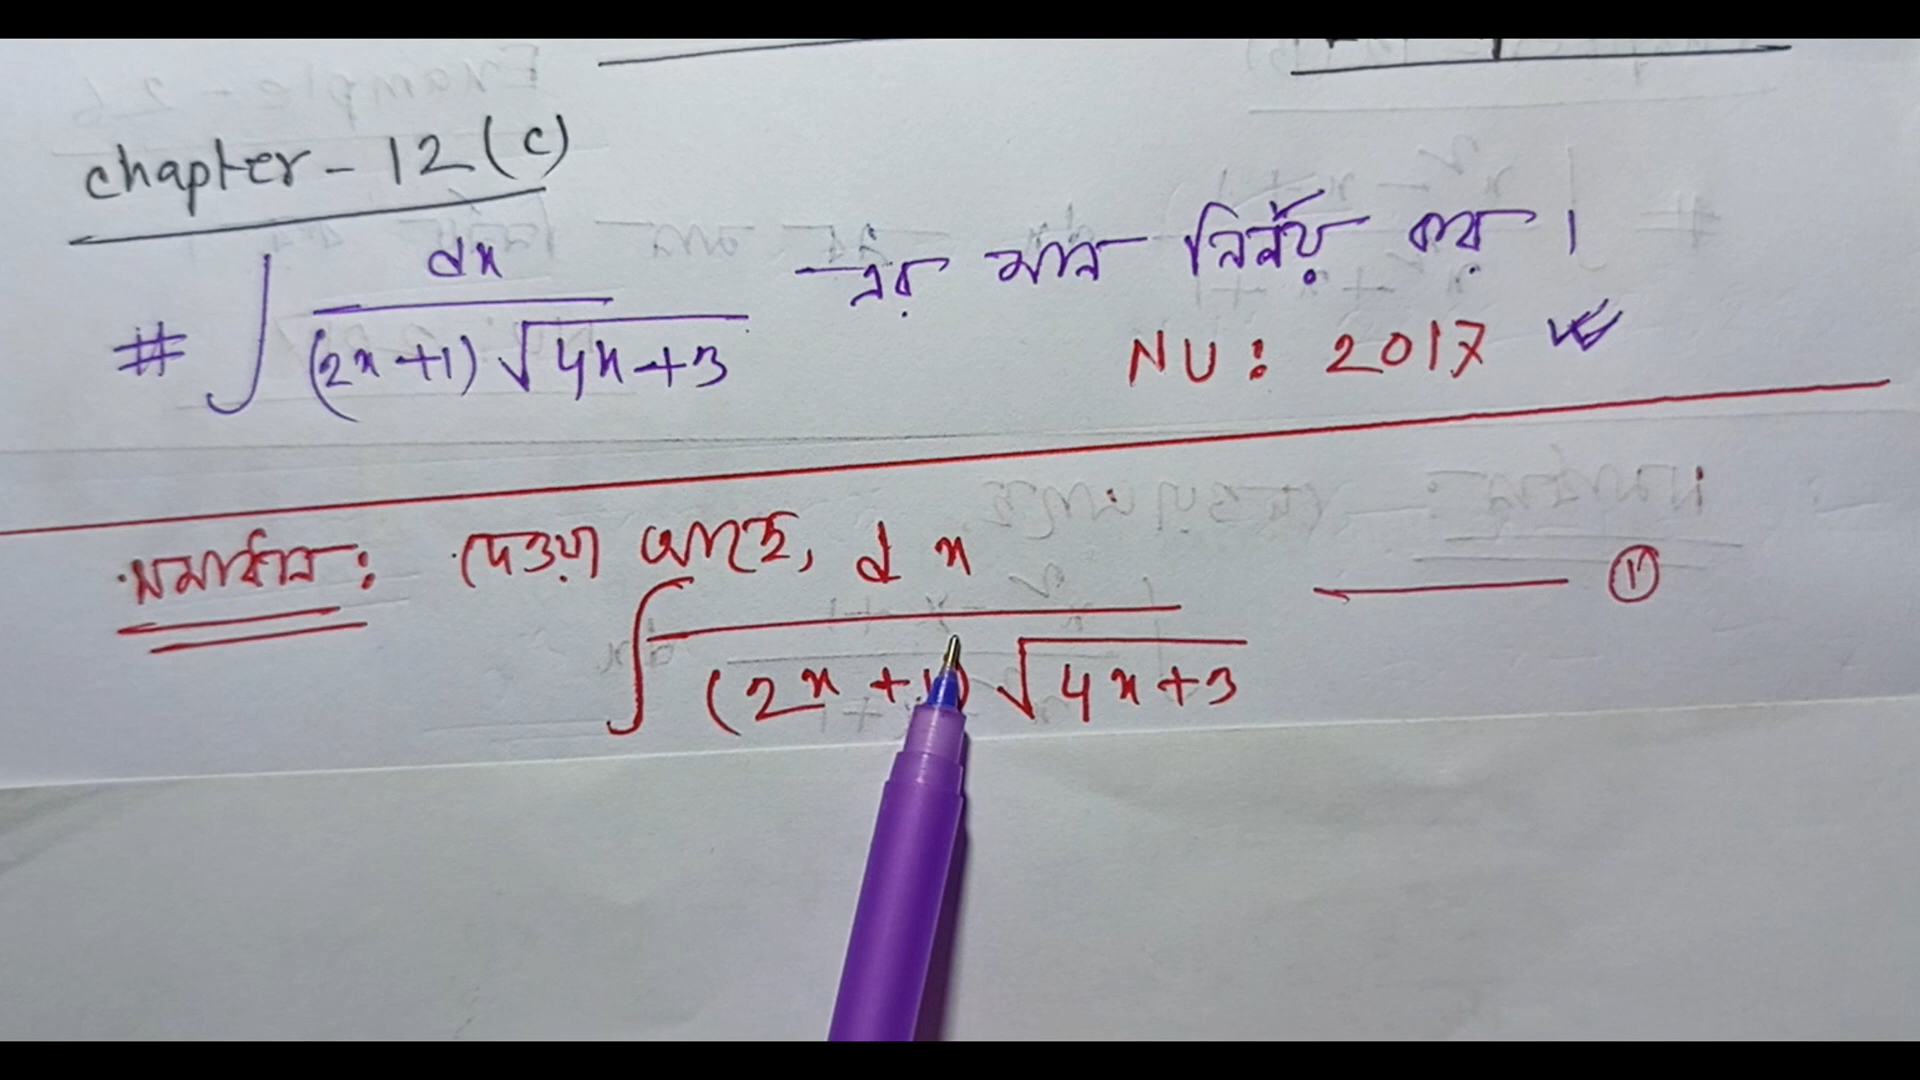 chapter - 12 (c)
# ∫ dx / (2x+1) √4x+3 এর মান নির্ণয় কর।
NU : 2017
সমাধান : দেওয়া আছে,
∫ dx / (2x+1) √4x+3 ①